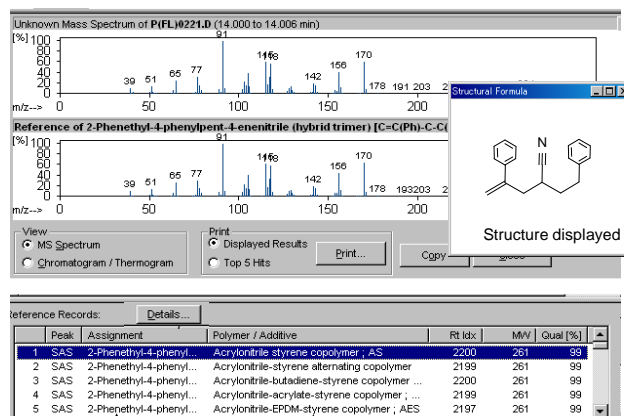 Unknown Mass Spectrum of P(FL)0221.D (14.000 to 14.006 min)
[%] 100
80
60
40
20
0
91
118
170
156
142
77
65
51
39
178 191 203
m/z--> 0 50 100 150 200
Reference of 2-Phenethyl-4-phenylpent-4-enenitrile (hybrid trimer) [C=C(Ph)-C-C(
[%] 100
80
60
40
20
0
91
118
170
156
142
77
65
51
39
178 193203
m/z--> 0 50 100 150 200
Structural Formula
N
Structure displayed
View
MS Spectrum
Chromatogram / Thermogram
Print
Displayed Results
Top 5 Hits
Print...
Copy
Reference Records: Details...
Peak Assignment Polymer / Additive Rt Idx MW Qual [%]
1 SAS 2-Phenethyl-4-phenyl... Acrylonitrile styrene copolymer ; AS 2200 261 99
2 SAS 2-Phenethyl-4-phenyl... Acrylonitrile-styrene alternating copolymer 2199 261 99
3 SAS 2-Phenethyl-4-phenyl... Acrylonitrile-butadiene-styrene copolymer ... 2200 261 99
4 SAS 2-Phenethyl-4-phenyl... Acrylonitrile-acrylate-styrene copolymer ; ... 2199 261 99
5 SAS 2-Phenethyl-4-phenyl... Acrylonitrile-EPDM-styrene copolymer ; AES 2197 261 99